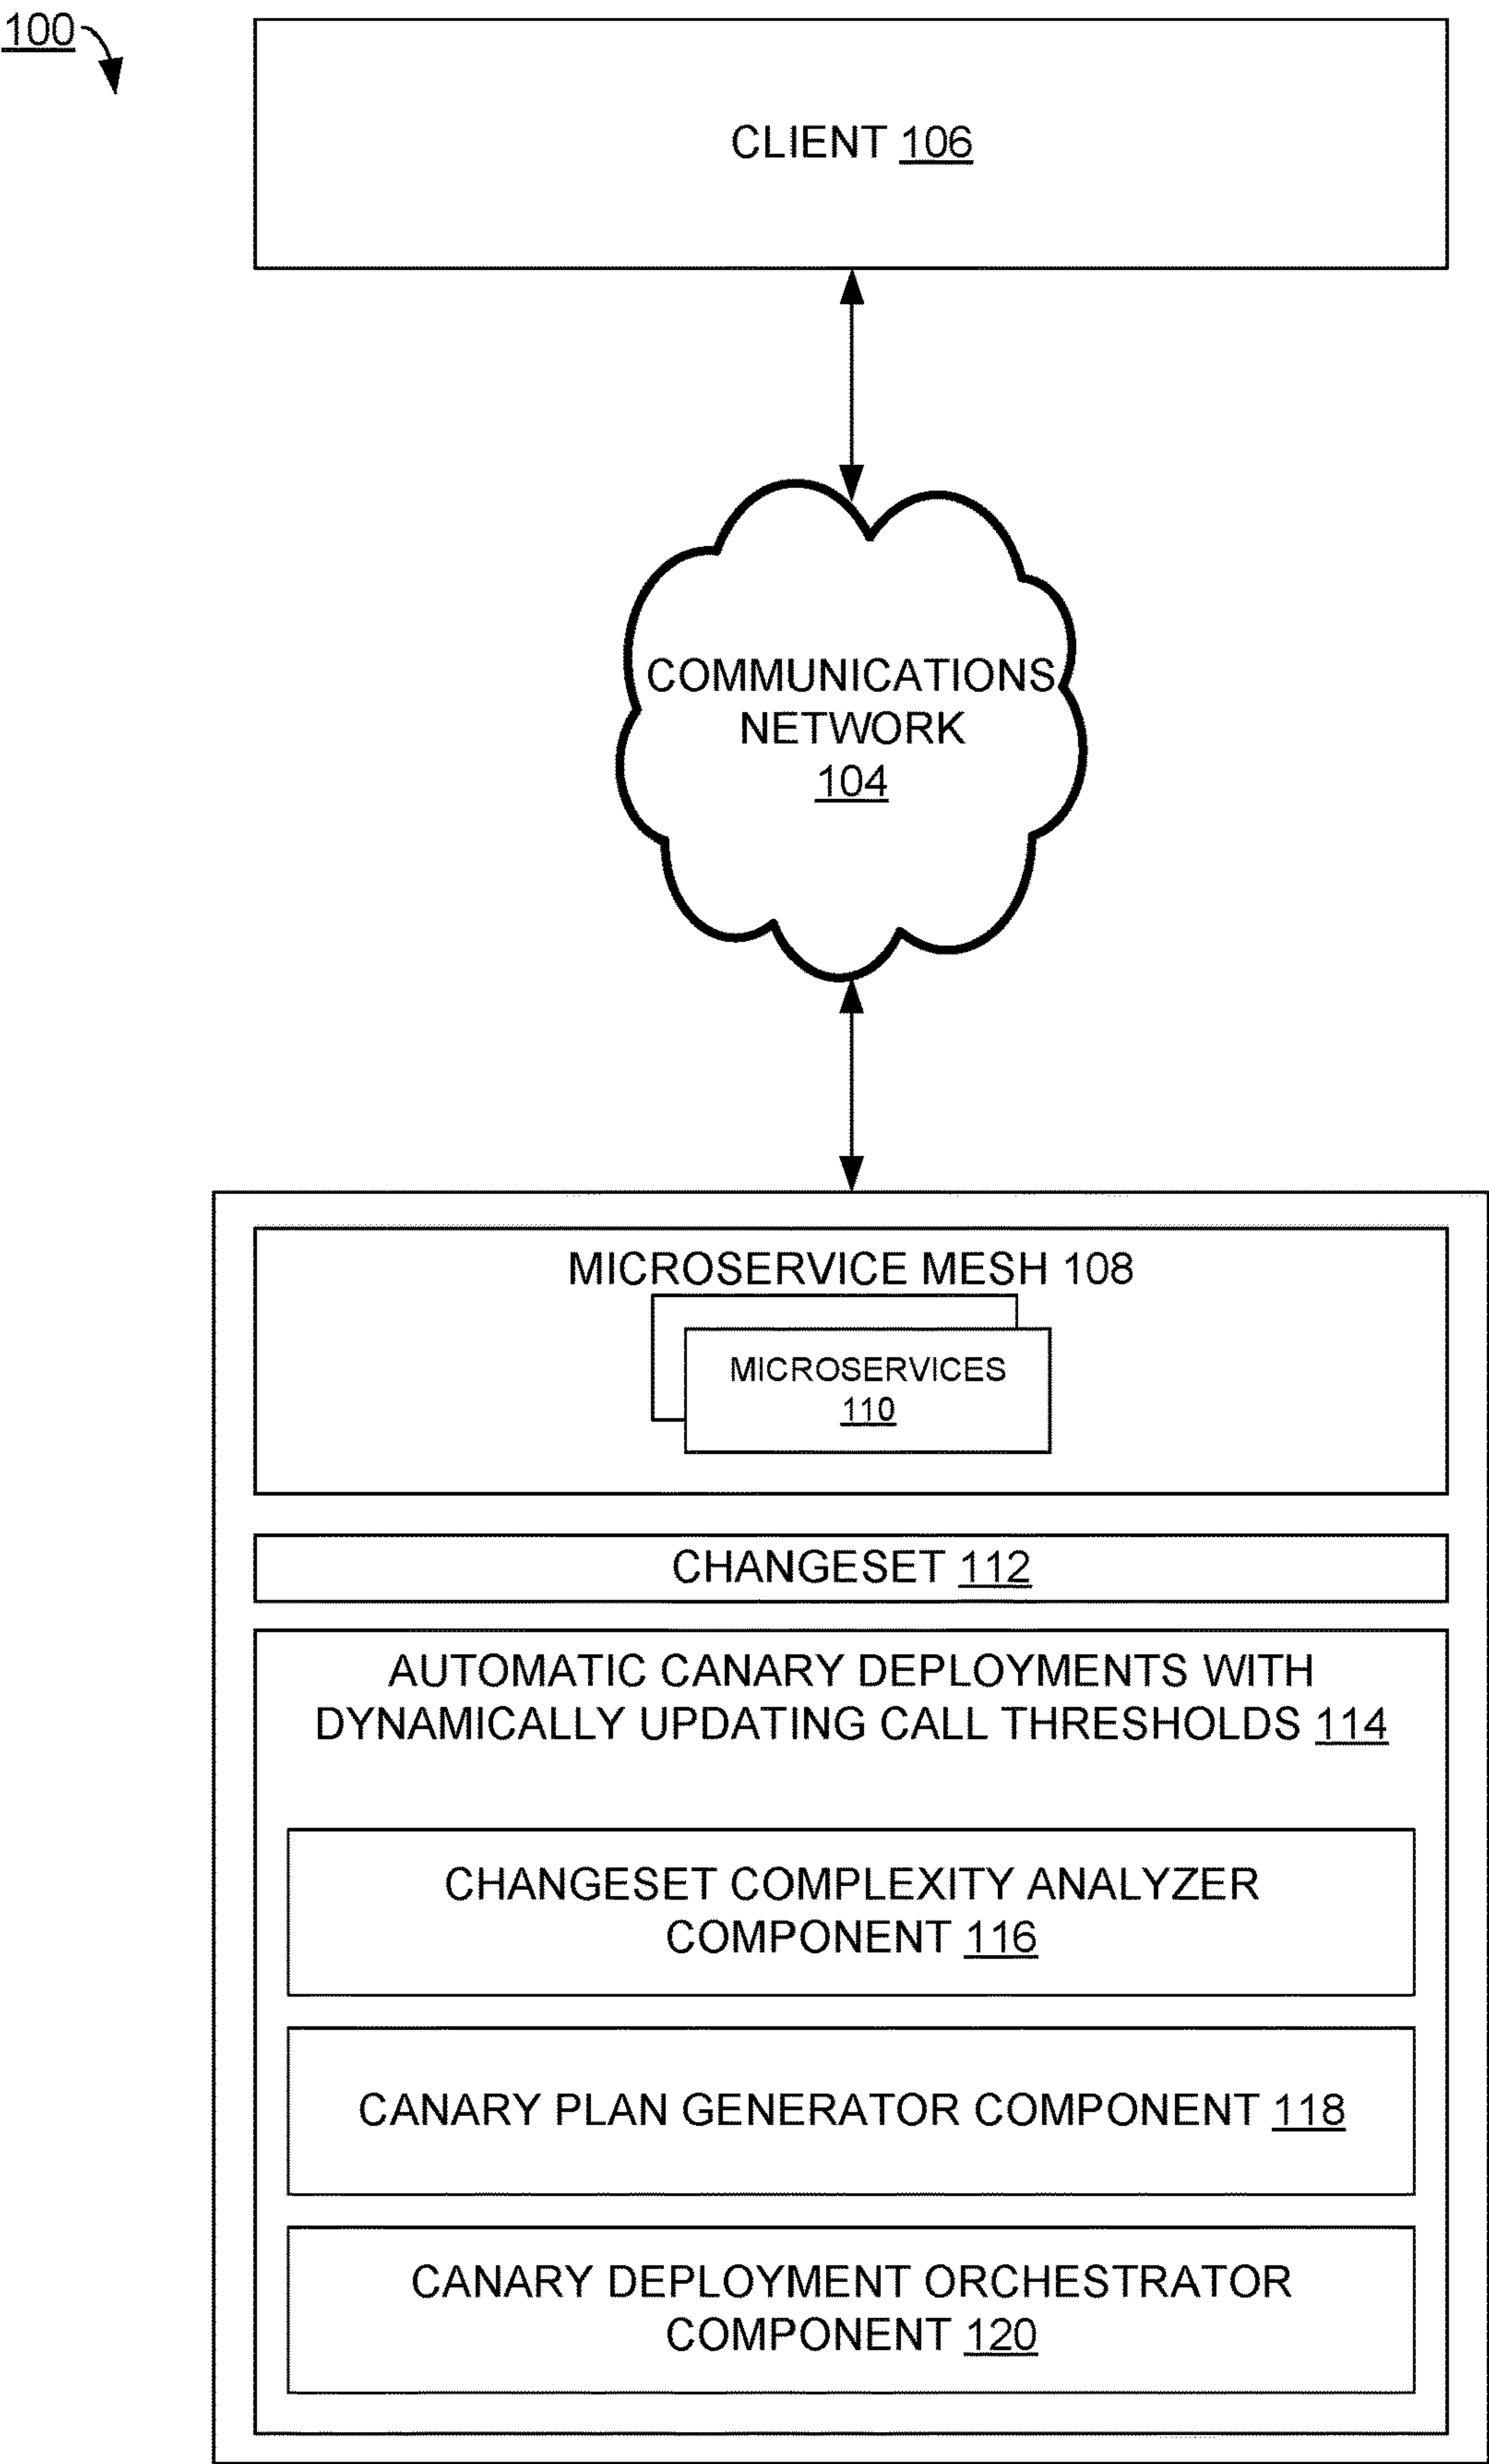 100
CLIENT 106
COMMUNICATIONS
NETWORK
104
MICROSERVICE MESH 108
MICROSERVICES
110
CHANGESET 112
AUTOMATIC CANARY DEPLOYMENTS WITH
DYNAMICALLY UPDATING CALL THRESHOLDS 114
CHANGESET COMPLEXITY ANALYZER
COMPONENT 116
CANARY PLAN GENERATOR COMPONENT 118
CANARY DEPLOYMENT ORCHESTRATOR
COMPONENT 120